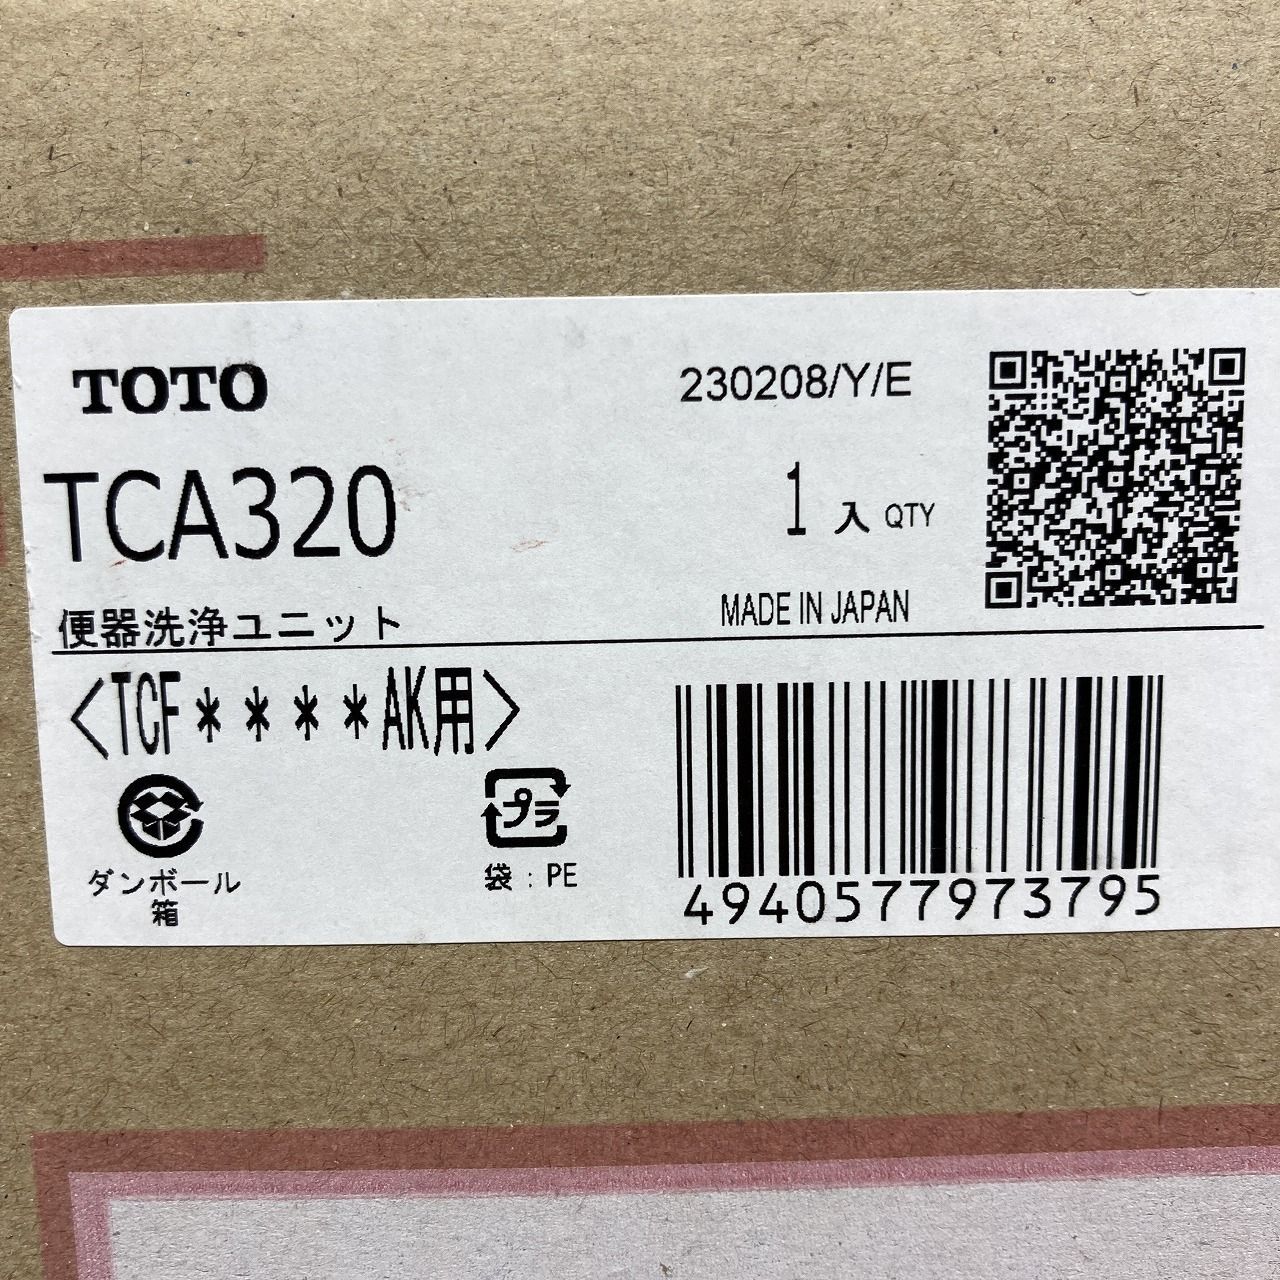 TOTO
230208/Y/E
TCA320
1入 QTY
便器洗浄ユニット
MADE IN JAPAN
<TCF****AK用>
プラ
ダンボール
箱
袋:PE
4940577973795